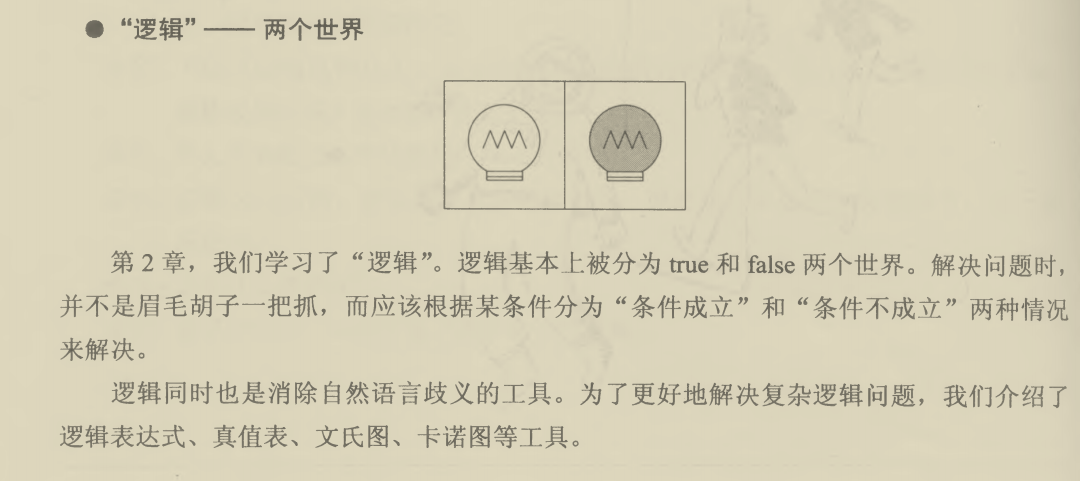 ● “逻辑”—— 两个世界
第 2 章，我们学习了“逻辑”。逻辑基本上被分为 true 和 false 两个世界。解决问题时，
并不是眉毛胡子一把抓，而应该根据某条件分为“条件成立”和“条件不成立”两种情况
来解决。
逻辑同时也是消除自然语言歧义的工具。为了更好地解决复杂逻辑问题，我们介绍了
逻辑表达式、真值表、文氏图、卡诺图等工具。